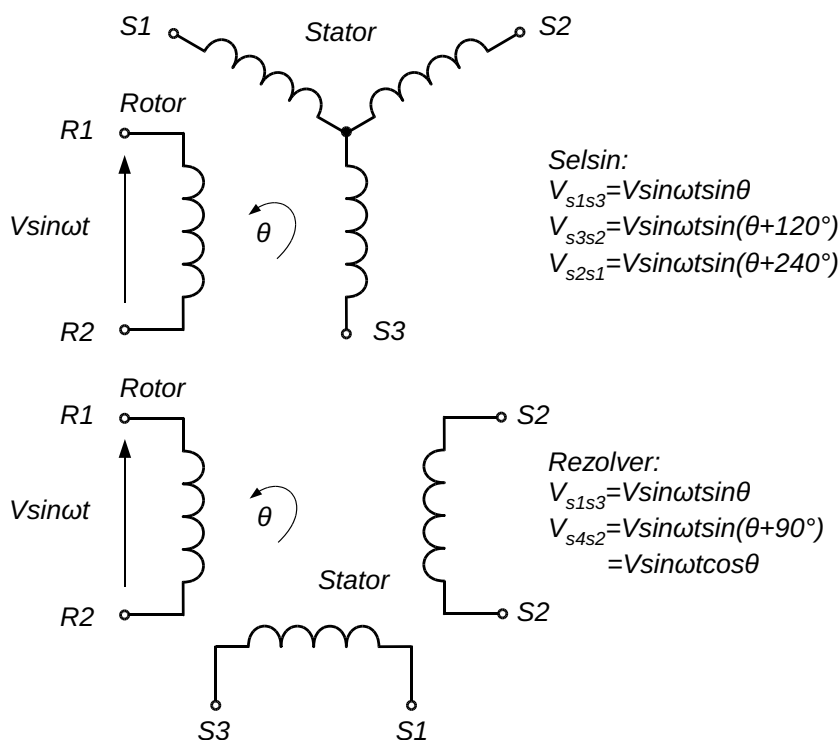 S1
Stator
S2
Rotor
R1
Vsinωt
θ
R2
S3
Selsin:
Vs1s3=Vsinωtsinθ
Vs3s2=Vsinωtsin(θ+120°)
Vs2s1=Vsinωtsin(θ+240°)
Rotor
R1
Vsinωt
θ
R2
S2
Stator
S2
S3
S1
Rezolver:
Vs1s3=Vsinωtsinθ
Vs4s2=Vsinωtsin(θ+90°)
=Vsinωtcosθ